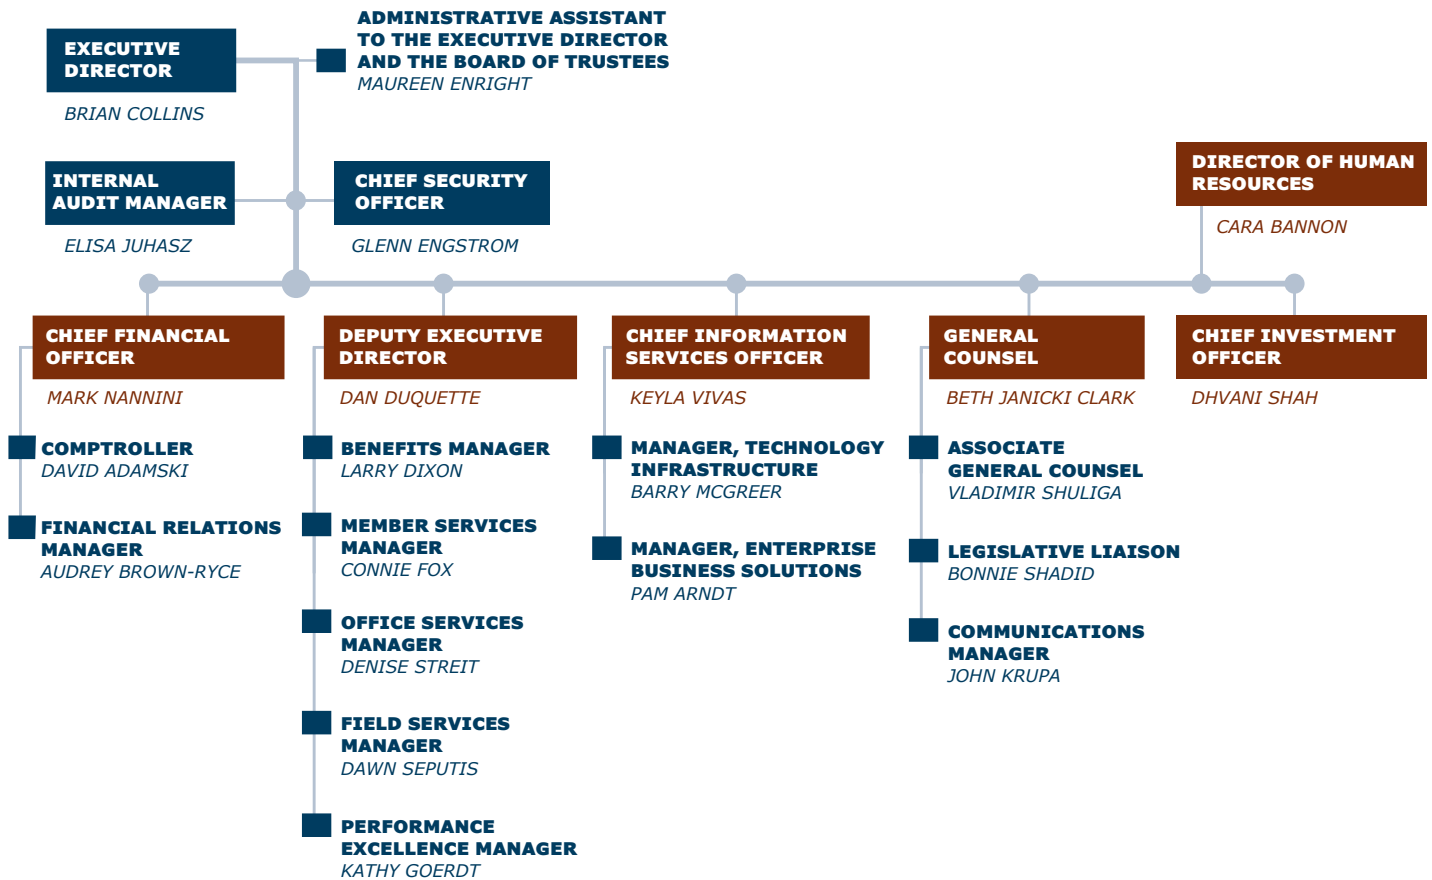 EXECUTIVE
DIRECTOR
BRIAN COLLINS
ADMINISTRATIVE ASSISTANT
TO THE EXECUTIVE DIRECTOR
AND THE BOARD OF TRUSTEES
MAUREEN ENRIGHT
INTERNAL
AUDIT MANAGER
ELISA JUHASZ
CHIEF SECURITY
OFFICER
GLENN ENGSTROM
DIRECTOR OF HUMAN
RESOURCES
CARA BANNON
CHIEF FINANCIAL
OFFICER
MARK NANNINI
COMPTROLLER
DAVID ADAMSKI
FINANCIAL RELATIONS
MANAGER
AUDREY BROWN-RYCE
DEPUTY EXECUTIVE
DIRECTOR
DAN DUQUETTE
BENEFITS MANAGER
LARRY DIXON
MEMBER SERVICES
MANAGER
CONNIE FOX
OFFICE SERVICES
MANAGER
DENISE STREIT
FIELD SERVICES
MANAGER
DAWN SEPUTIS
PERFORMANCE
EXCELLENCE MANAGER
KATHY GOERDT
CHIEF INFORMATION
SERVICES OFFICER
KEYLA VIVAS
MANAGER, TECHNOLOGY
INFRASTRUCTURE
BARRY MCGREER
MANAGER, ENTERPRISE
BUSINESS SOLUTIONS
PAM ARNDT
GENERAL
COUNSEL
BETH JANICKI CLARK
ASSOCIATE
GENERAL COUNSEL
VLADIMIR SHULIGA
LEGISLATIVE LIAISON
BONNIE SHADID
COMMUNICATIONS
MANAGER
JOHN KRUPA
CHIEF INVESTMENT
OFFICER
DHVANI SHAH